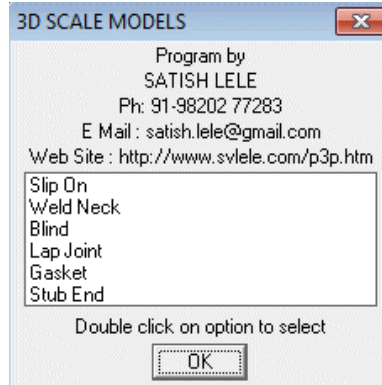 3D SCALE MODELS
Program by
SATISH LELE
Ph: 91-98202 77283
E Mail : satish.lele@gmail.com
Web Site : http://www.svlele.com/p3p.htm
Slip On
Weld Neck
Blind
Lap Joint
Gasket
Stub End
Double click on option to select
OK